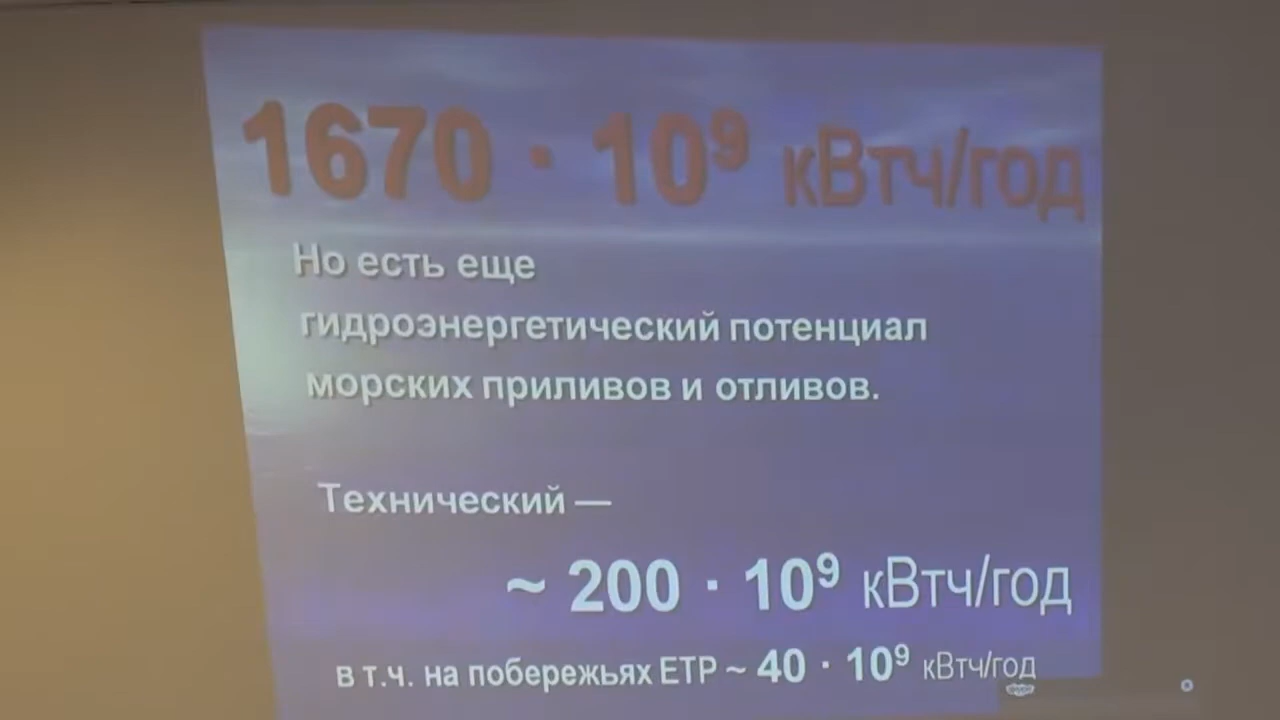 1670 · 10⁹ кВтч/год
Но есть еще
гидроэнергетический потенциал
морских приливов и отливов.
Технический —
~ 200 · 10⁹ кВтч/год
в т.ч. на побережьях ЕТР ~ 40 · 10⁹ кВтч/год